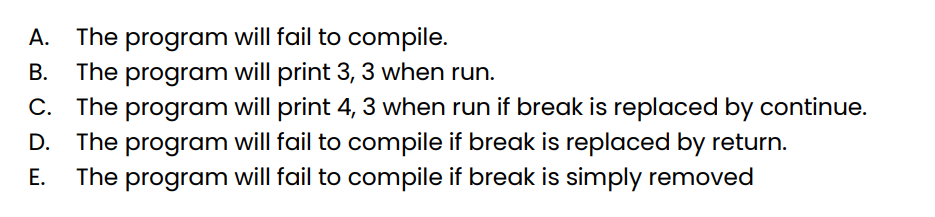 A. The program will fail to compile.
B. The program will print 3, 3 when run.
C. The program will print 4, 3 when run if break is replaced by continue.
D. The program will fail to compile if break is replaced by return.
E. The program will fail to compile if break is simply removed